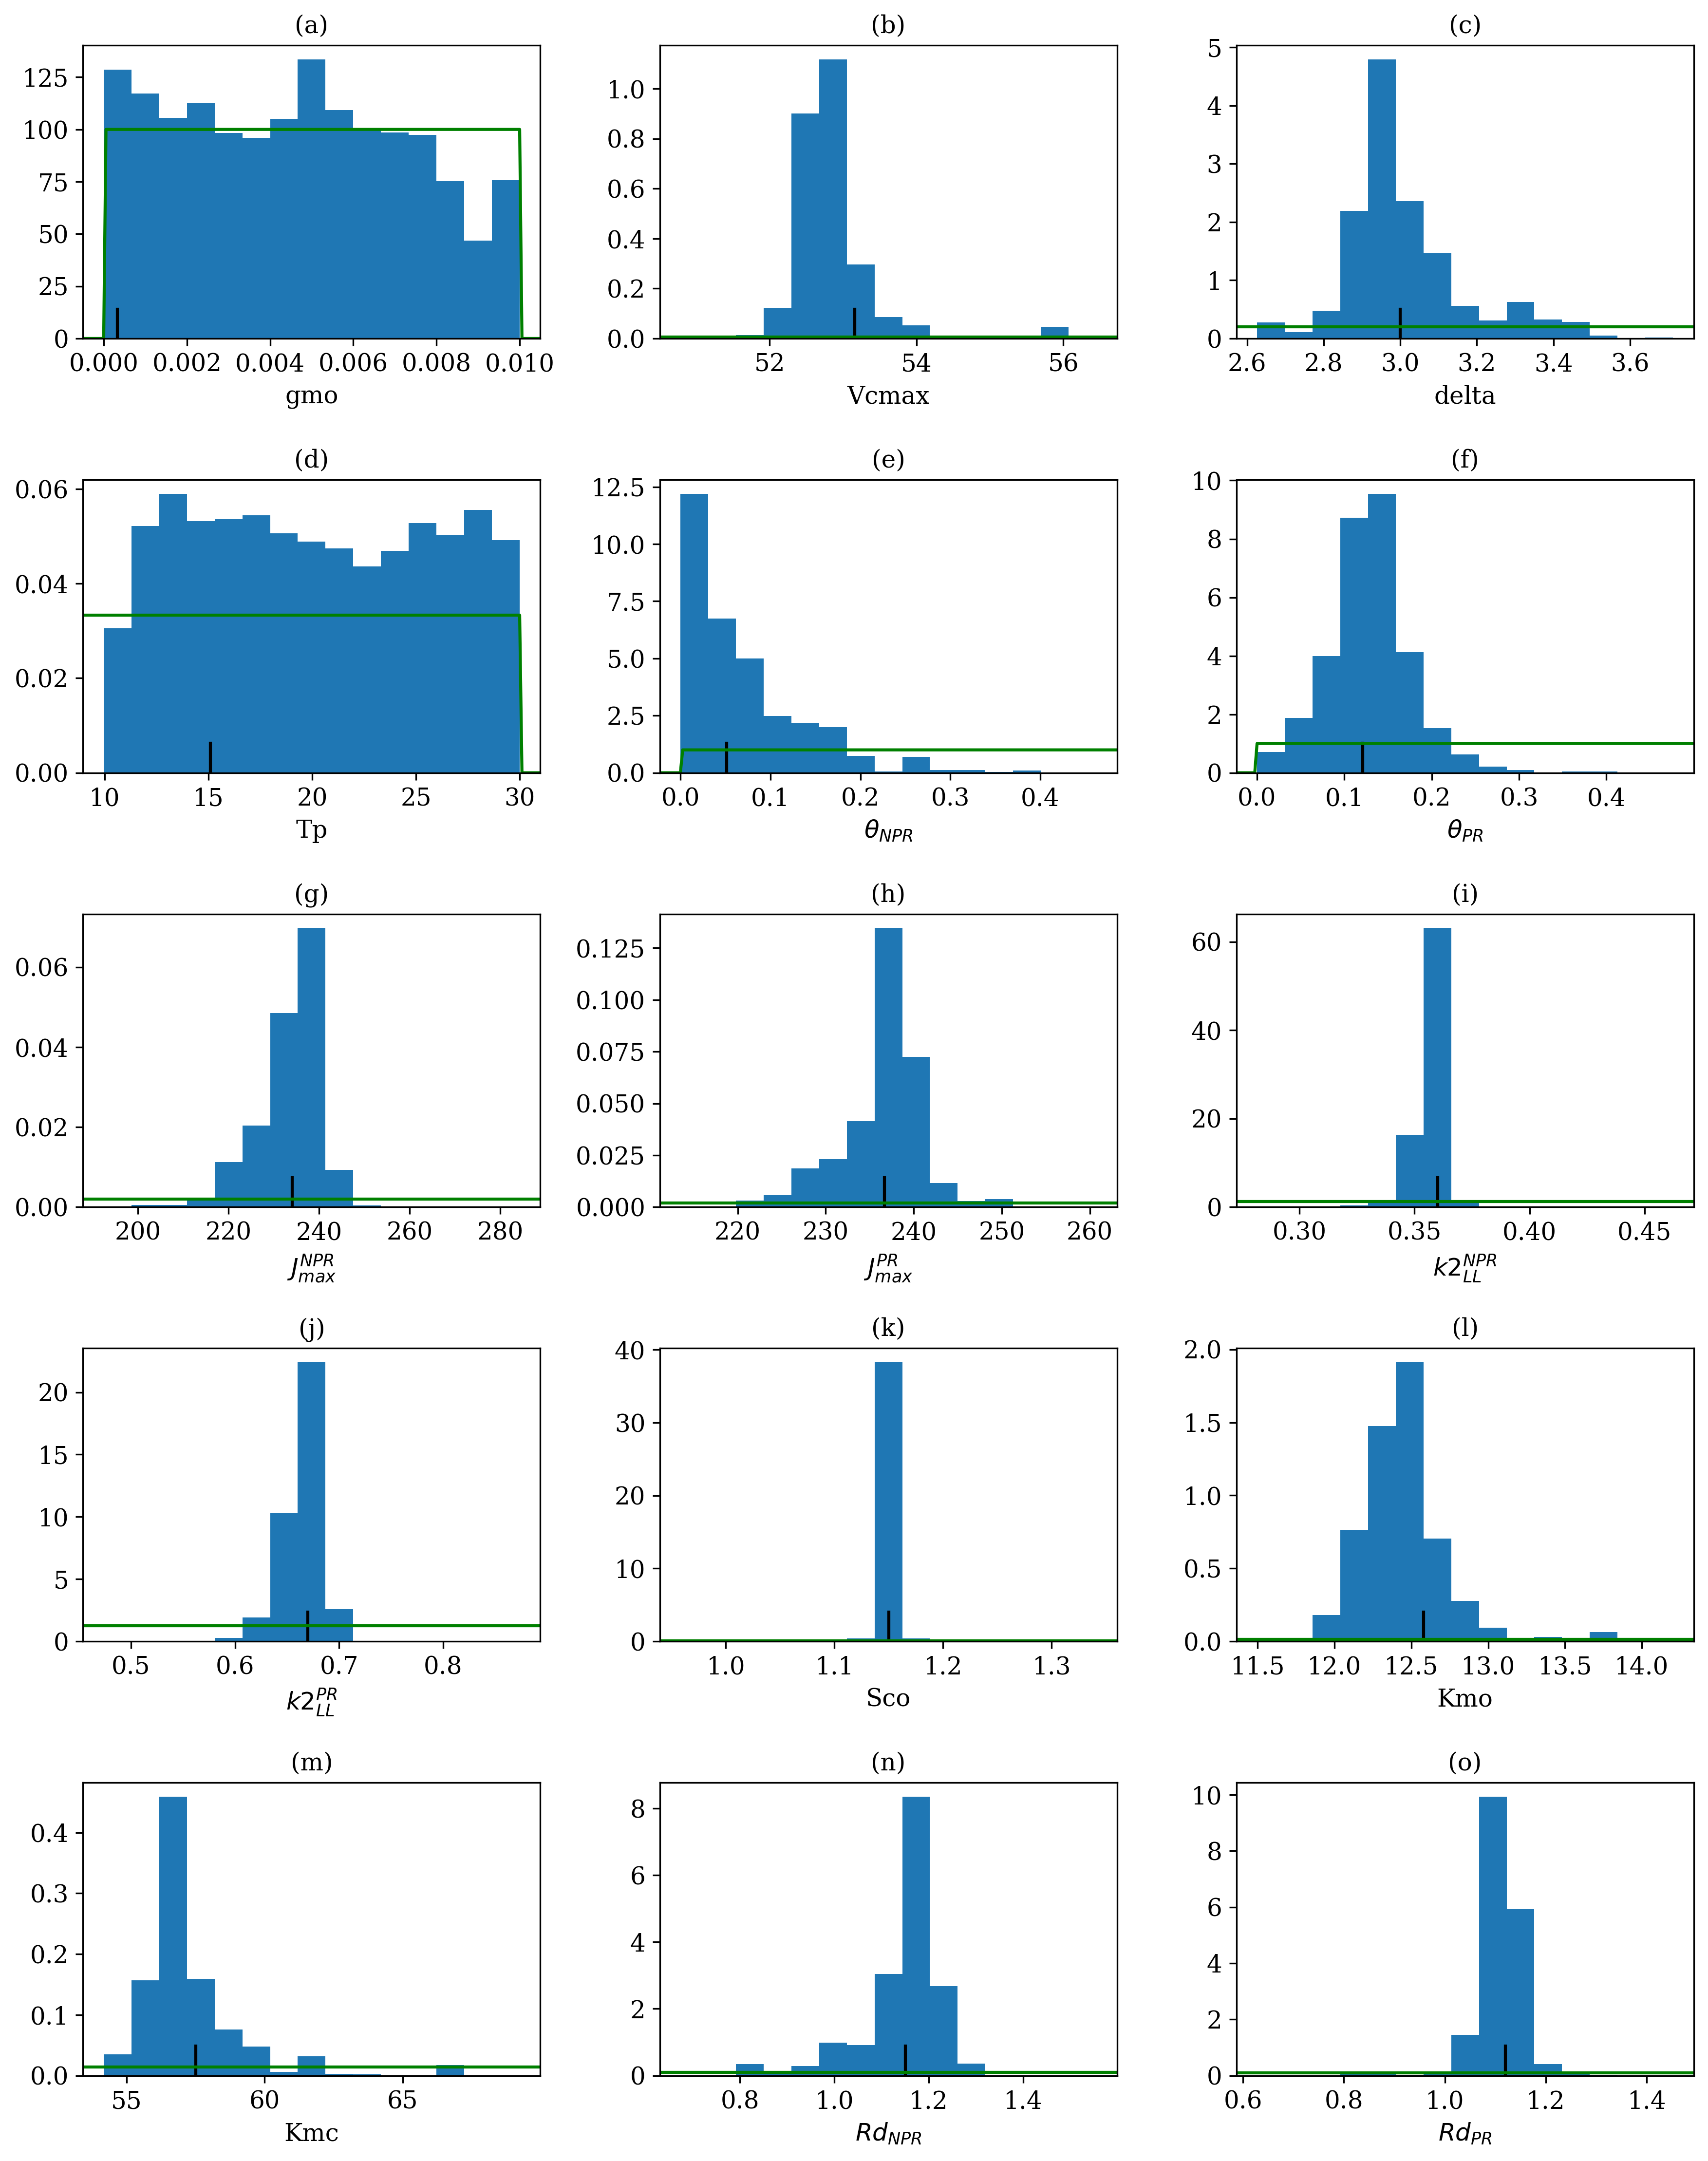 (a) (b) (c)
125 100 75 50 25 0
0.000 0.002 0.004 0.006 0.008 0.010
gmo
1.0 0.8 0.6 0.4 0.2 0.0
52 54 56
Vcmax
5 4 3 2 1 0
2.6 2.8 3.0 3.2 3.4 3.6
delta
(d) (e) (f)
0.06 0.04 0.02 0.00
10 15 20 25 30
Tp
12.5 10.0 7.5 5.0 2.5 0.0
0.0 0.1 0.2 0.3 0.4
θ_NPR
10 8 6 4 2 0
0.0 0.1 0.2 0.3 0.4
θ_PR
(g) (h) (i)
0.06 0.04 0.02 0.00
200 220 240 260 280
J_max^NPR
0.125 0.100 0.075 0.050 0.025 0.000
220 230 240 250 260
J_max^PR
60 40 20 0
0.30 0.35 0.40 0.45
k2_LL^NPR
(j) (k) (l)
20 15 10 5 0
0.5 0.6 0.7 0.8
k2_LL^PR
40 30 20 10 0
1.0 1.1 1.2 1.3
Sco
2.0 1.5 1.0 0.5 0.0
11.5 12.0 12.5 13.0 13.5 14.0
Kmo
(m) (n) (o)
0.4 0.3 0.2 0.1 0.0
55 60 65
Kmc
8 6 4 2 0
0.8 1.0 1.2 1.4
Rd_NPR
10 8 6 4 2 0
0.6 0.8 1.0 1.2 1.4
Rd_PR